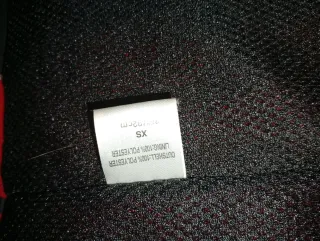 OUTSHELL:100% POLYESTER
LINING:100% POLYESTER
XS